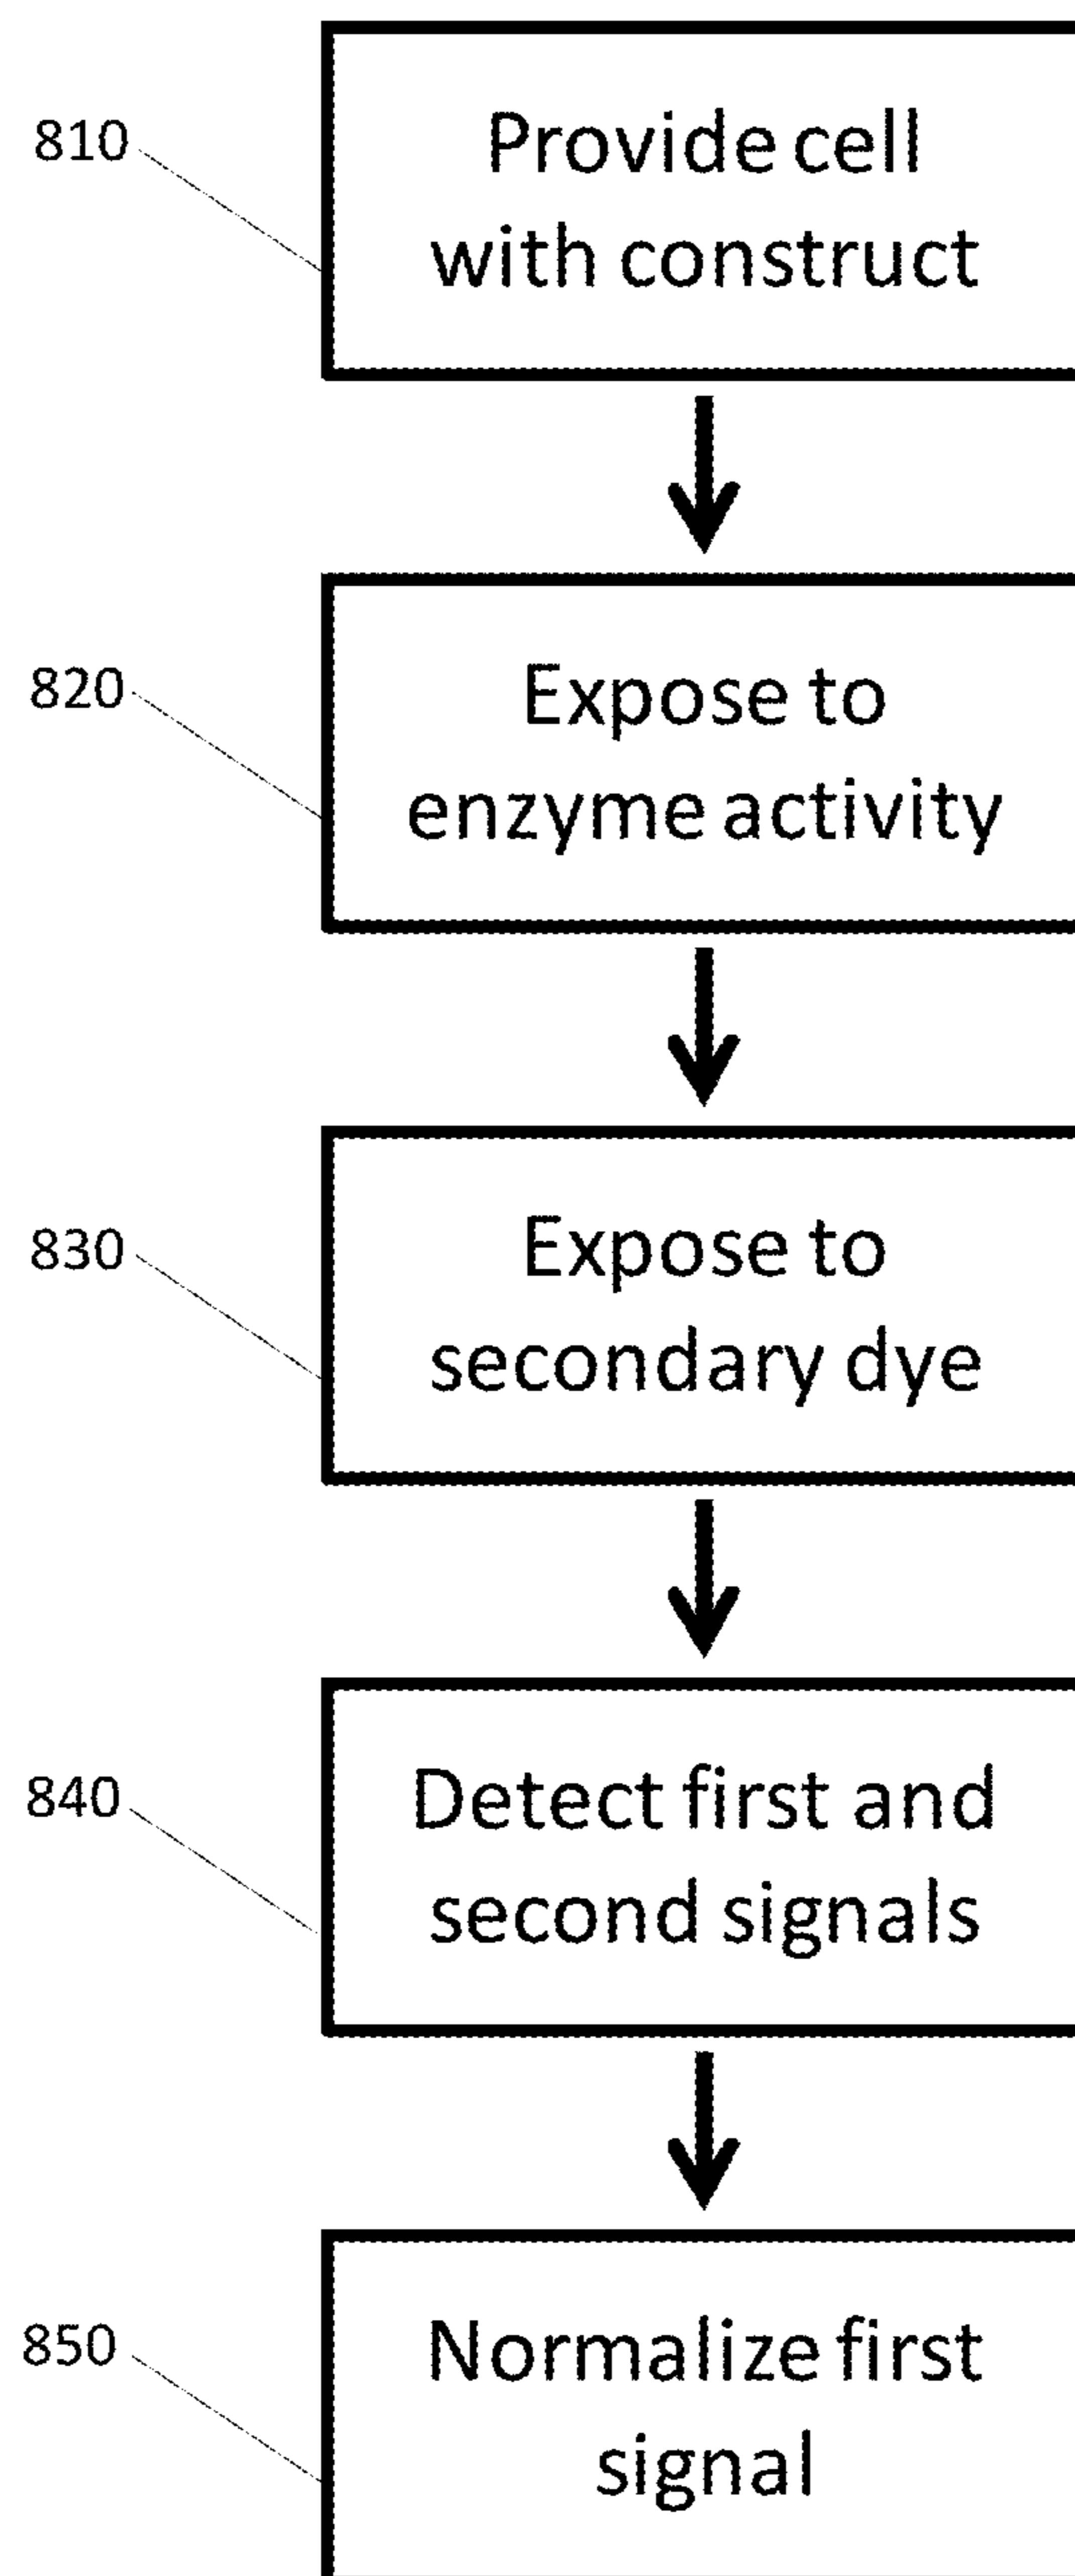 810
Provide cell
with construct
820
Expose to
enzyme activity
830
Expose to
secondary dye
840
Detect first and
second signals
850
Normalize first
signal